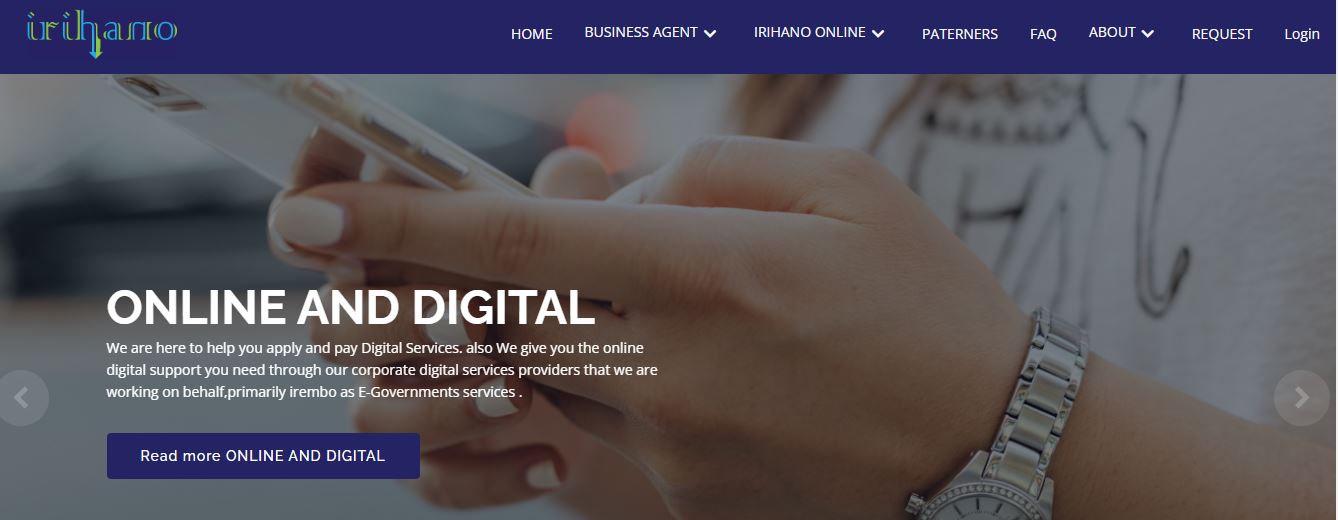 irihano
HOME BUSINESS AGENT IRIHANO ONLINE PATERNERS FAQ ABOUT REQUEST Login
ONLINE AND DIGITAL
We are here to help you apply and pay Digital Services. also We give you the online
digital support you need through our corporate digital services providers that we are
working on behalf,primarily irembo as E-Governments services .
Read more ONLINE AND DIGITAL